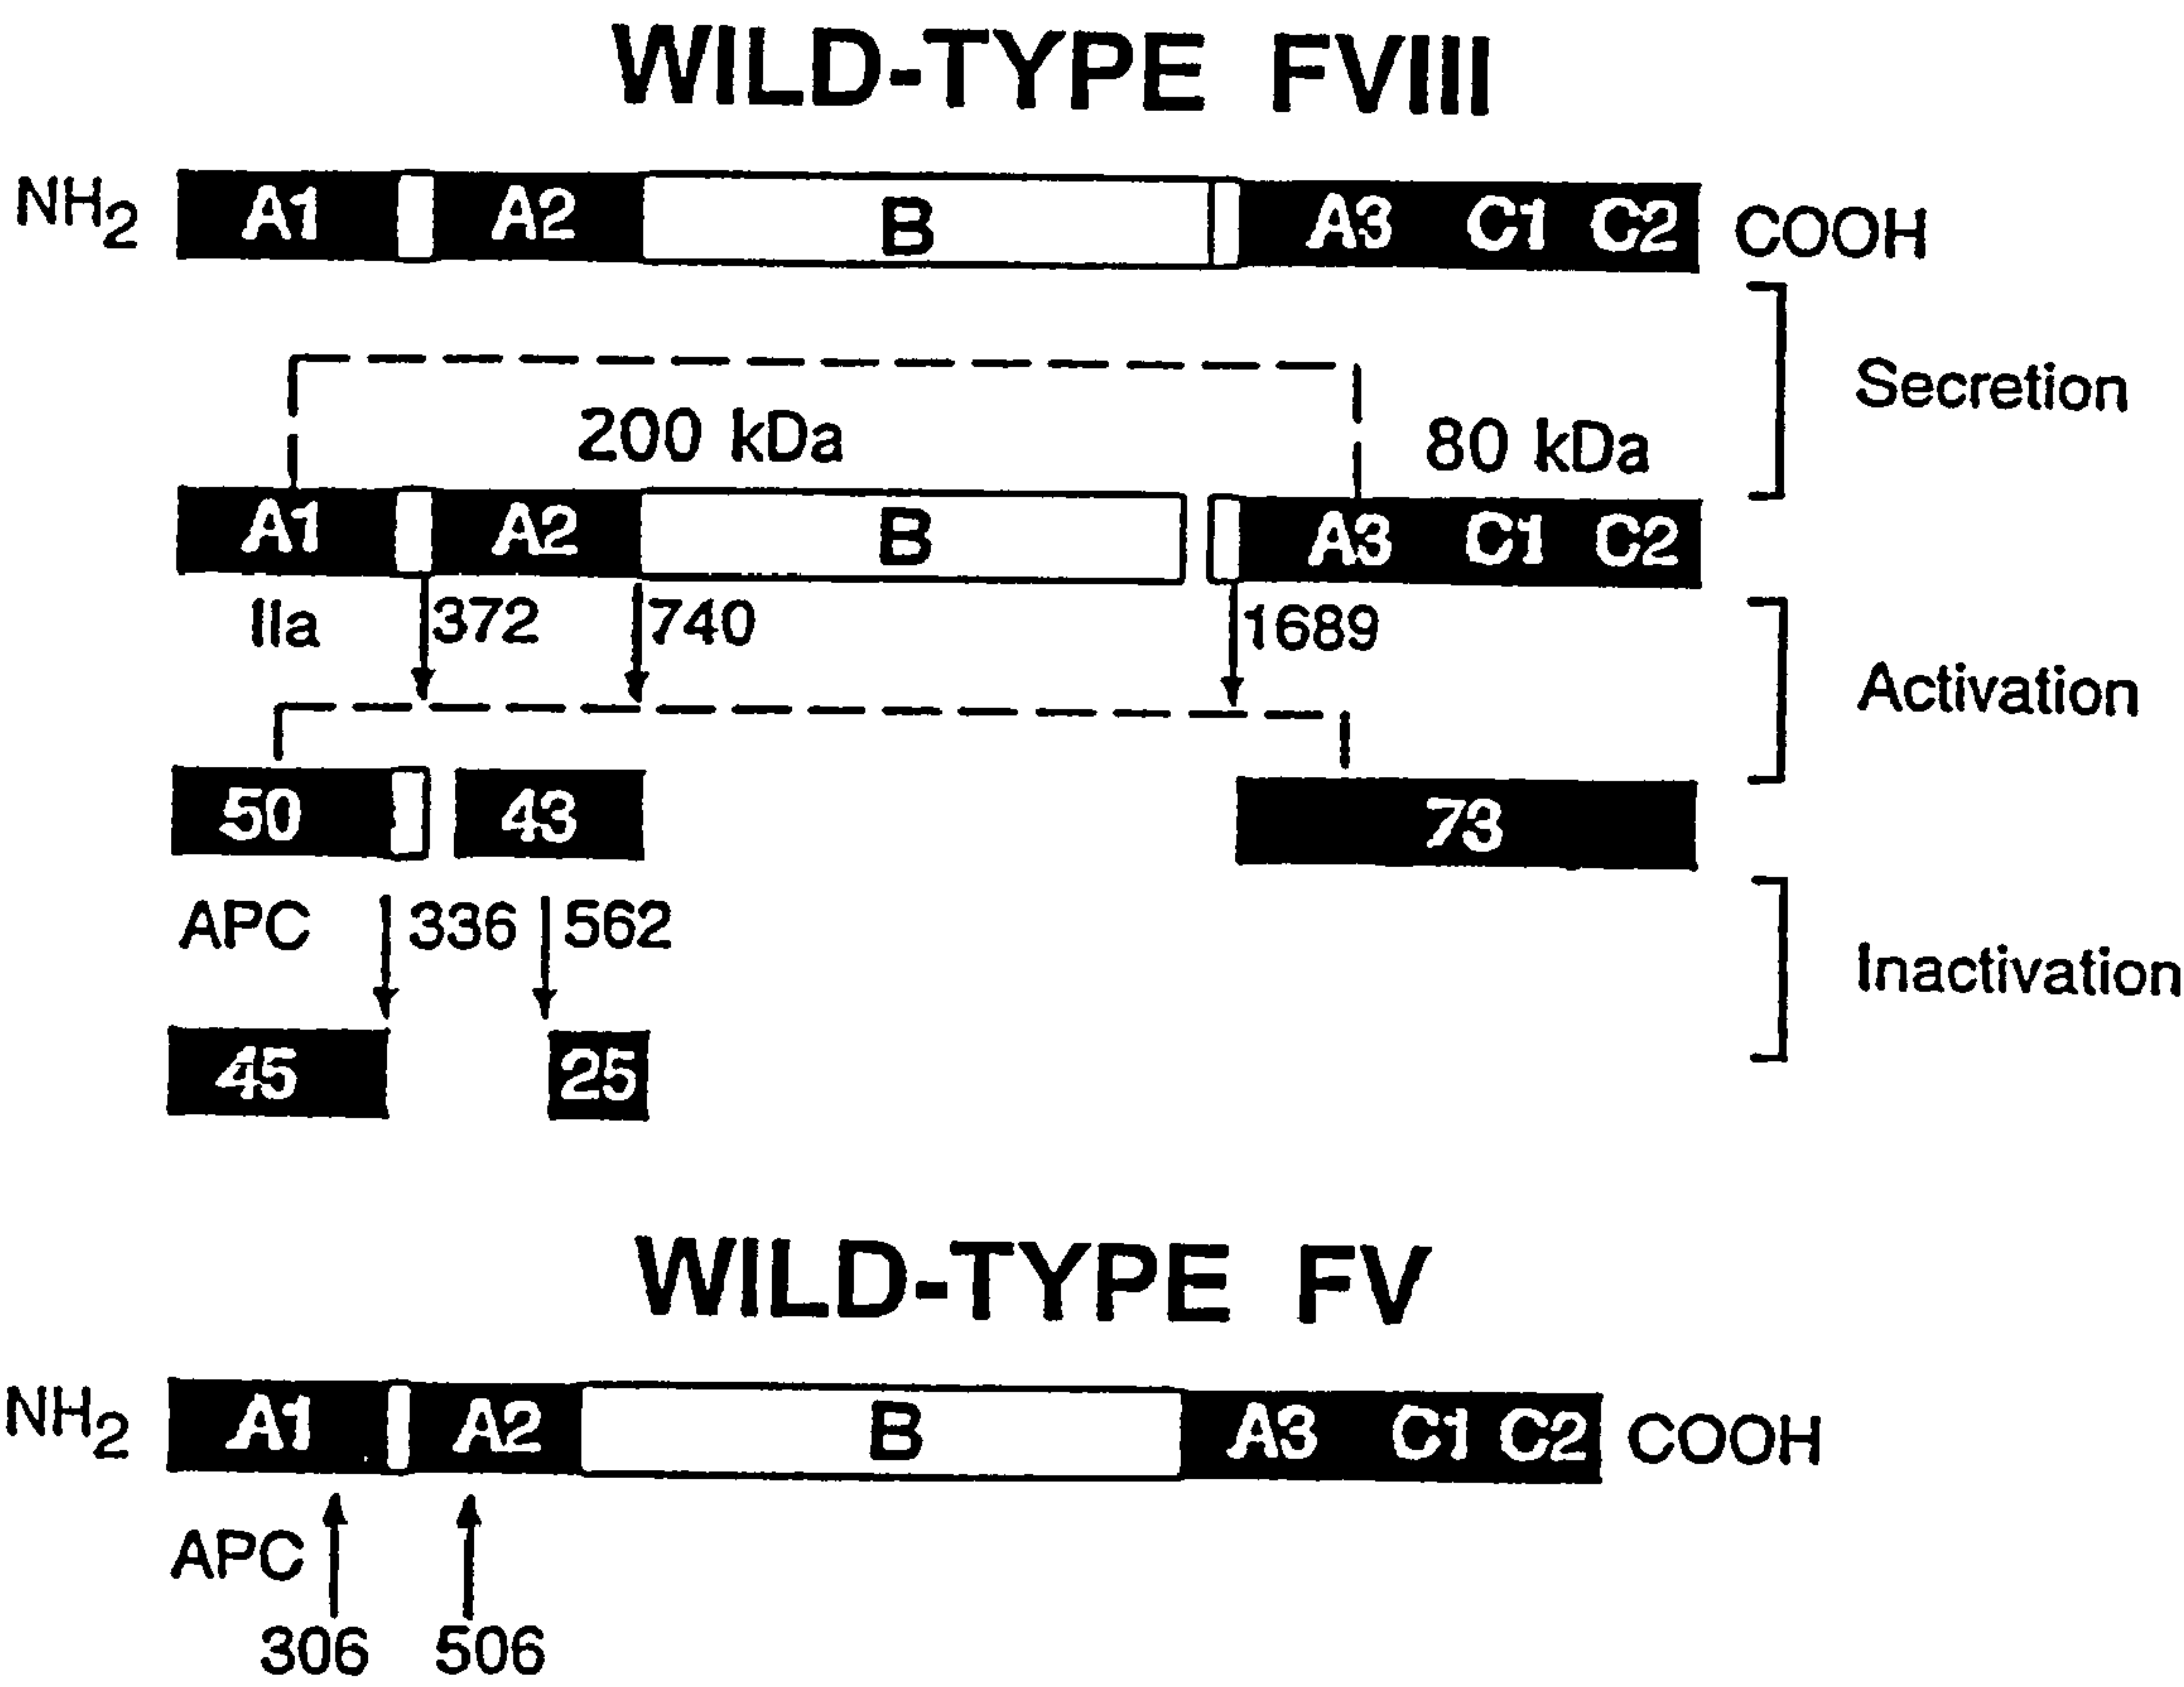 WILD-TYPE FVIII
NH2 A1 A2 B A3 C1 C2 COOH
Secretion
200 kDa 80 kDa
A1 A2 B A3 C1 C2
IIa 372 740 1689
Activation
50 43 73
APC 336 562
Inactivation
45 25
WILD-TYPE FV
NH2 A1 A2 B A3 C1 C2 COOH
APC
306 506